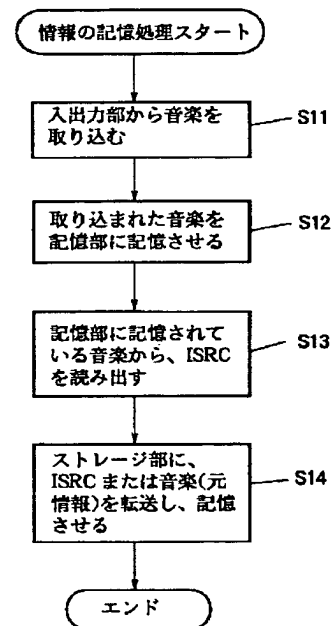 情報の記憶処理スタート
入出力部から音楽を
取り込む
S11
取り込まれた音楽を
記憶部に記憶させる
S12
記憶部に記憶されて
いる音楽から、ISRC
を読み出す
S13
ストレージ部に、
ISRC または音楽(元
情報)を転送し、記憶
させる
S14
エンド